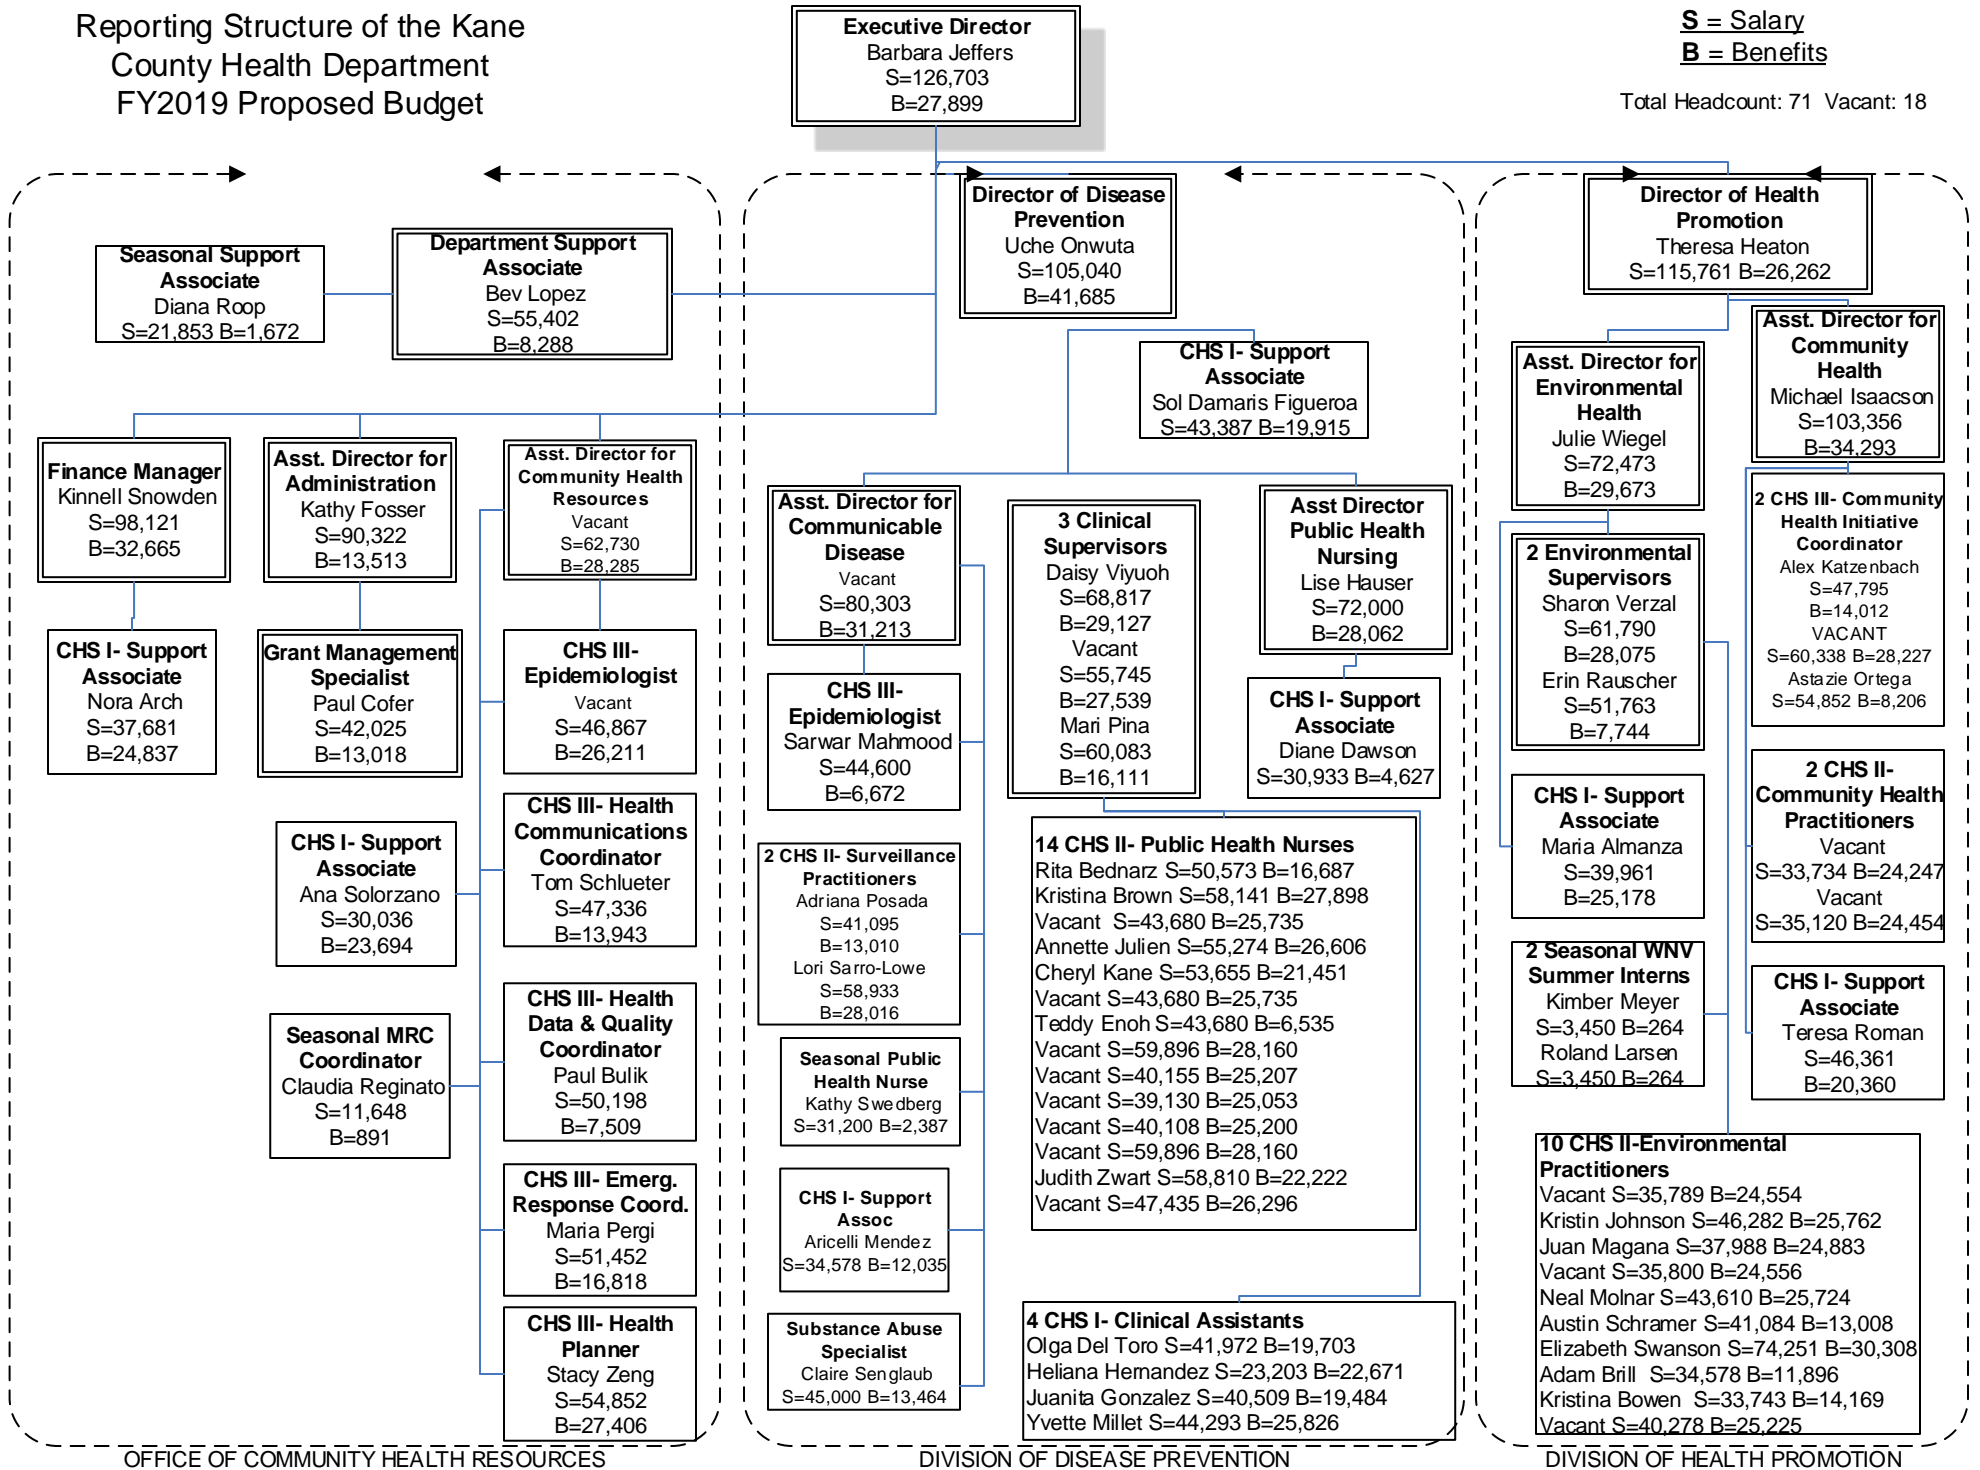 Reporting Structure of the Kane
County Health Department
FY2019 Proposed Budget
Executive Director
Barbara Jeffers
S=126,703
B=27,899
S = Salary
B = Benefits
Total Headcount: 71 Vacant: 18
Seasonal Support
Associate
Diana Roop
S=21,853 B=1,672
Department Support
Associate
Bev Lopez
S=55,402
B=8,288
Finance Manager
Kinnell Snowden
S=98,121
B=32,665
Asst. Director for
Administration
Kathy Fosser
S=90,322
B=13,513
Asst. Director for
Community Health
Resources
Vacant
S=62,730
B=28,285
CHS I- Support
Associate
Nora Arch
S=37,681
B=24,837
Grant Management
Specialist
Paul Cofer
S=42,025
B=13,018
CHS III-
Epidemiologist
Vacant
S=46,867
B=26,211
CHS I- Support
Associate
Ana Solorzano
S=30,036
B=23,694
CHS III- Health
Communications
Coordinator
Tom Schlueter
S=47,336
B=13,943
Seasonal MRC
Coordinator
Claudia Reginato
S=11,648
B=891
CHS III- Health
Data & Quality
Coordinator
Paul Bulik
S=50,198
B=7,509
CHS III- Emerg.
Response Coord.
Maria Pergi
S=51,452
B=16,818
CHS III- Health
Planner
Stacy Zeng
S=54,852
B=27,406
OFFICE OF COMMUNITY HEALTH RESOURCES
Director of Disease
Prevention
Uche Onwuta
S=105,040
B=41,685
CHS I- Support
Associate
Sol Damaris Figueroa
S=43,387 B=19,915
Asst. Director for
Communicable
Disease
Vacant
S=80,303
B=31,213
3 Clinical
Supervisors
Daisy Viyuoh
S=68,817
B=29,127
Vacant
S=55,745
B=27,539
Mari Pina
S=60,083
B=16,111
Asst Director
Public Health
Nursing
Lise Hauser
S=72,000
B=28,062
CHS III-
Epidemiologist
Sarwar Mahmood
S=44,600
B=6,672
CHS I- Support
Associate
Diane Dawson
S=30,933 B=4,627
2 CHS II- Surveillance
Practitioners
Adriana Posada
S=41,095
B=13,010
Lori Sarro-Lowe
S=58,933
B=28,016
Seasonal Public
Health Nurse
Kathy Swedberg
S=31,200 B=2,387
CHS I- Support
Assoc
Aricelli Mendez
S=34,578 B=12,035
Substance Abuse
Specialist
Claire Senglaub
S=45,000 B=13,464
14 CHS II- Public Health Nurses
Rita Bednarz S=50,573 B=16,687
Kristina Brown S=58,141 B=27,898
Vacant S=43,680 B=25,735
Annette Julien S=55,274 B=26,606
Cheryl Kane S=53,655 B=21,451
Vacant S=43,680 B=25,735
Teddy Enoh S=43,680 B=6,535
Vacant S=59,896 B=28,160
Vacant S=40,155 B=25,207
Vacant S=39,130 B=25,053
Vacant S=40,108 B=25,200
Vacant S=59,896 B=28,160
Judith Zwart S=58,810 B=22,222
Vacant S=47,435 B=26,296
4 CHS I- Clinical Assistants
Olga Del Toro S=41,972 B=19,703
Heliana Hernandez S=23,203 B=22,671
Juanita Gonzalez S=40,509 B=19,484
Yvette Millet S=44,293 B=25,826
DIVISION OF DISEASE PREVENTION
Director of Health
Promotion
Theresa Heaton
S=115,761 B=26,262
Asst. Director for
Environmental
Health
Julie Wiegel
S=72,473
B=29,673
Asst. Director for
Community
Health
Michael Isaacson
S=103,356
B=34,293
2 Environmental
Supervisors
Sharon Verzal
S=61,790
B=28,075
Erin Rauscher
S=51,763
B=7,744
2 CHS III- Community
Health Initiative
Coordinator
Alex Katzenbach
S=47,795
B=14,012
VACANT
S=60,338 B=28,227
Astazie Ortega
S=54,852 B=8,206
CHS I- Support
Associate
Maria Almanza
S=39,961
B=25,178
2 CHS II-
Community Health
Practitioners
Vacant
S=33,734 B=24,247
Vacant
S=35,120 B=24,454
2 Seasonal WNV
Summer Interns
Kimber Meyer
S=3,450 B=264
Roland Larsen
S=3,450 B=264
CHS I- Support
Associate
Teresa Roman
S=46,361
B=20,360
10 CHS II-Environmental
Practitioners
Vacant S=35,789 B=24,554
Kristin Johnson S=46,282 B=25,762
Juan Magana S=37,988 B=24,883
Vacant S=35,800 B=24,556
Neal Molnar S=43,610 B=25,724
Austin Schramer S=41,084 B=13,008
Elizabeth Swanson S=74,251 B=30,308
Adam Brill S=34,578 B=11,896
Kristina Bowen S=33,743 B=14,169
Vacant S=40,278 B=25,225
DIVISION OF HEALTH PROMOTION